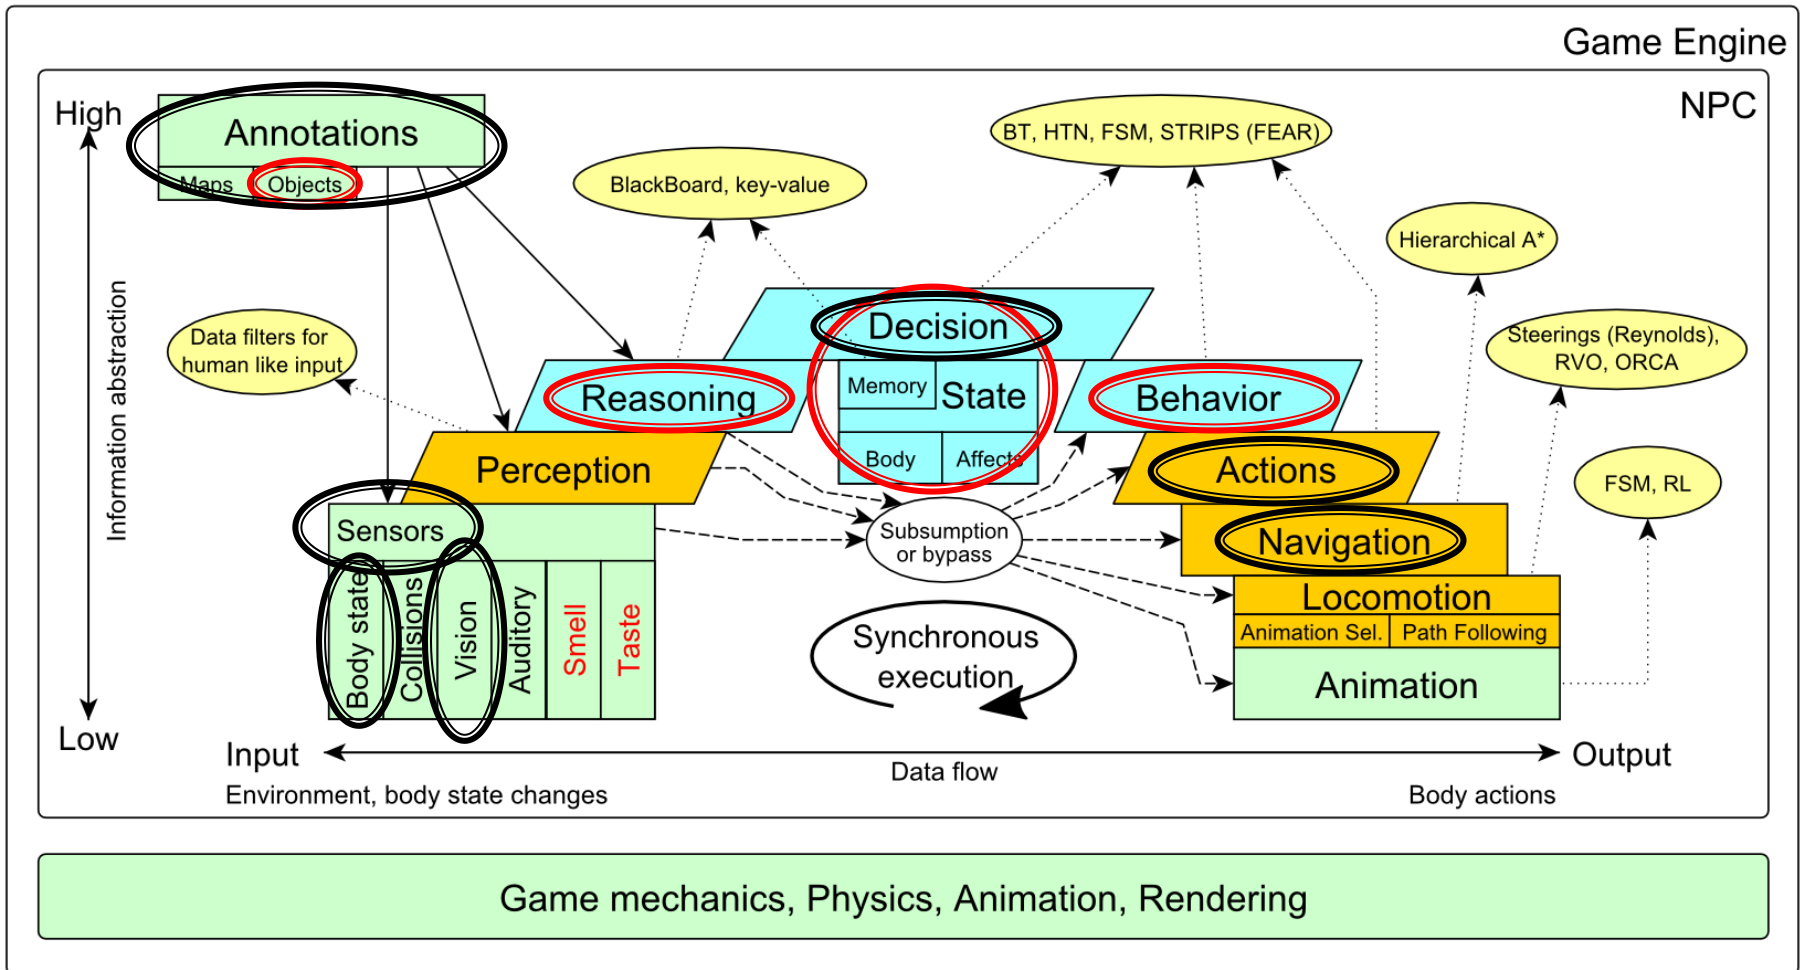 Game Engine
NPC
High
Annotations
Maps
Objects
BlackBoard, key-value
BT, HTN, FSM, STRIPS (FEAR)
Hierarchical A*
Information abstraction
Data filters for
human like input
Decision
Steerings (Reynolds),
RVO, ORCA
Reasoning
Memory
State
Behavior
Perception
Body
Affects
Actions
FSM, RL
Sensors
Subsumption
or bypass
Navigation
Body state
Collisions
Vision
Auditory
Smell
Taste
Locomotion
Animation Sel.
Path Following
Synchronous
execution
Animation
Low
Input
Output
Data flow
Environment, body state changes
Body actions
Game mechanics, Physics, Animation, Rendering